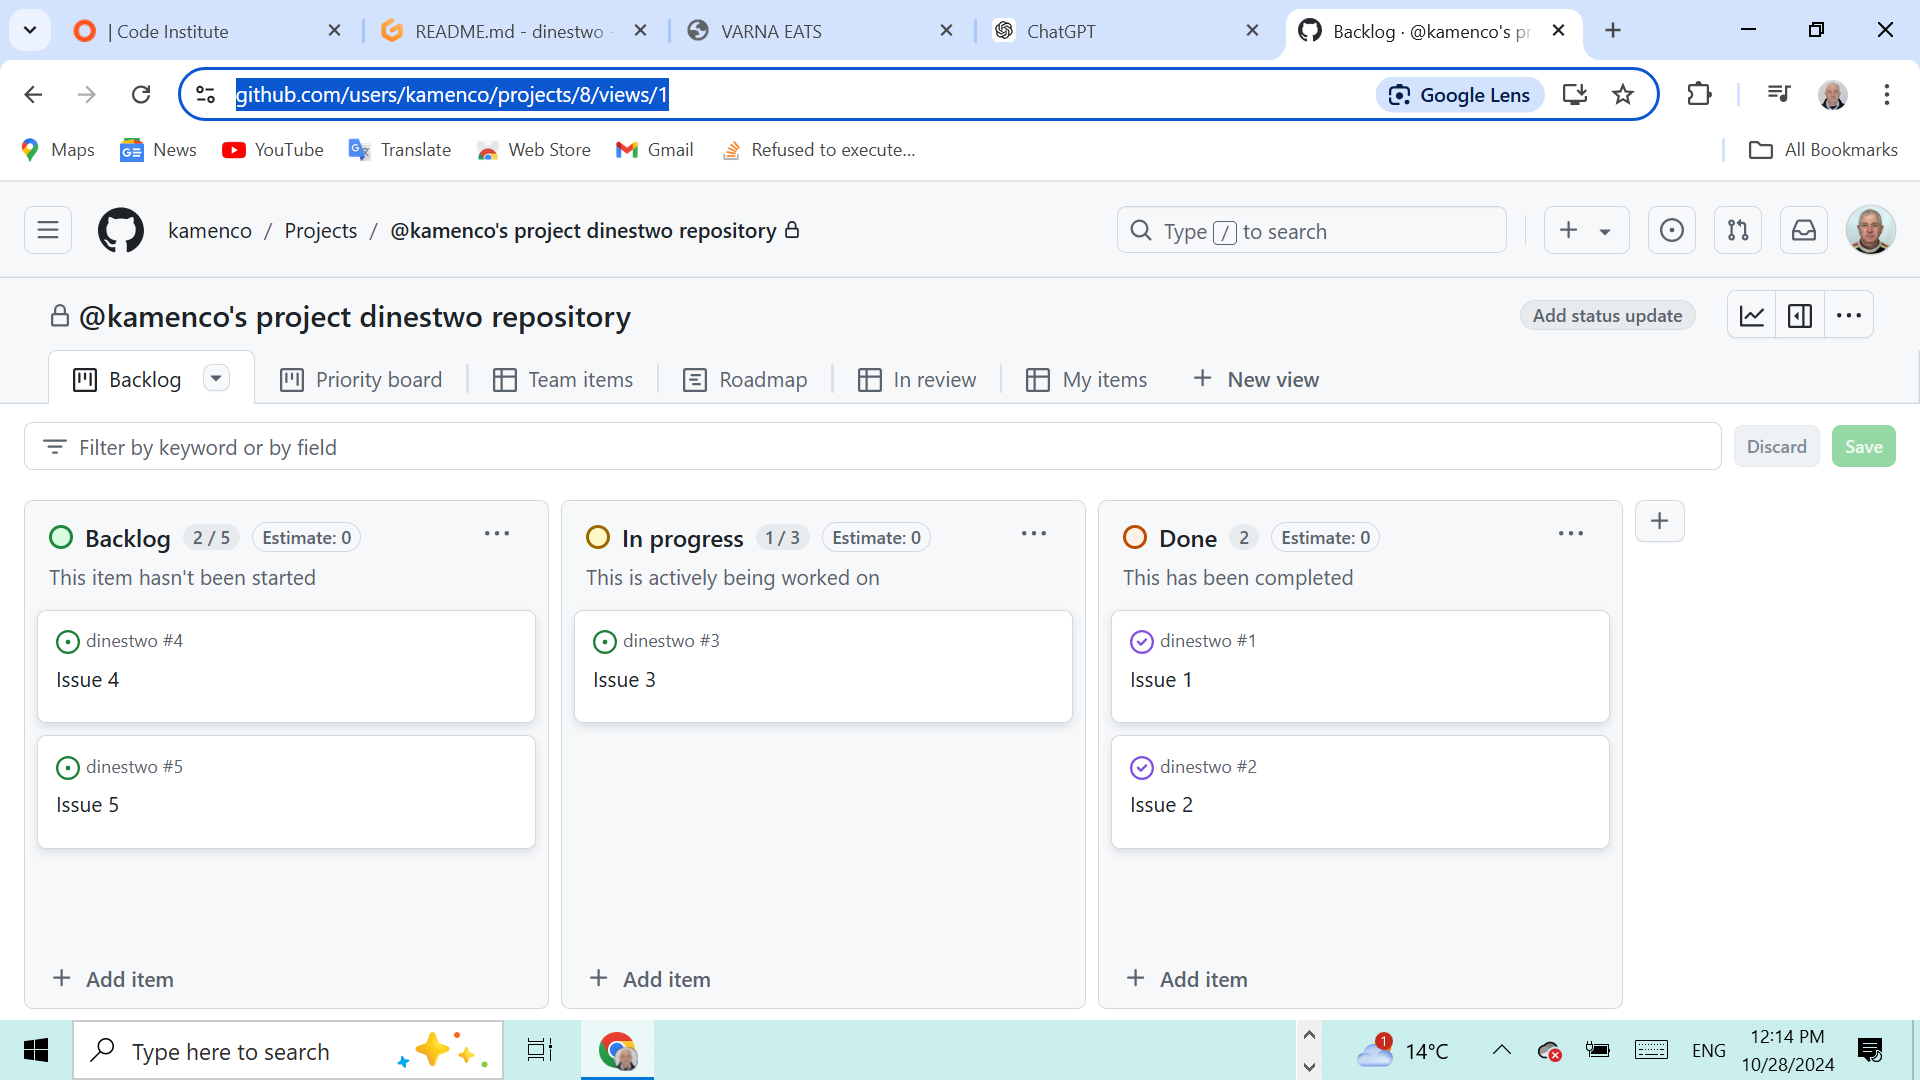 | Code Institute
README.md - dinestwo -
VARNA EATS
ChatGPT
Backlog · @kamenco's pr
github.com/users/kamenco/projects/8/views/1
Google Lens
Maps
News
YouTube
Translate
Web Store
Gmail
Refused to execute...
All Bookmarks
kamenco / Projects / @kamenco's project dinestwo repository
Type / to search
@kamenco's project dinestwo repository
Add status update
Backlog
Priority board
Team items
Roadmap
In review
My items
New view
Filter by keyword or by field
Discard
Save
Backlog 2 / 5 Estimate: 0
This item hasn't been started
dinestwo #4
Issue 4
dinestwo #5
Issue 5
Add item
In progress 1 / 3 Estimate: 0
This is actively being worked on
dinestwo #3
Issue 3
Add item
Done 2 Estimate: 0
This has been completed
dinestwo #1
Issue 1
dinestwo #2
Issue 2
Add item
Type here to search
1
14°C
ENG
12:14 PM
10/28/2024